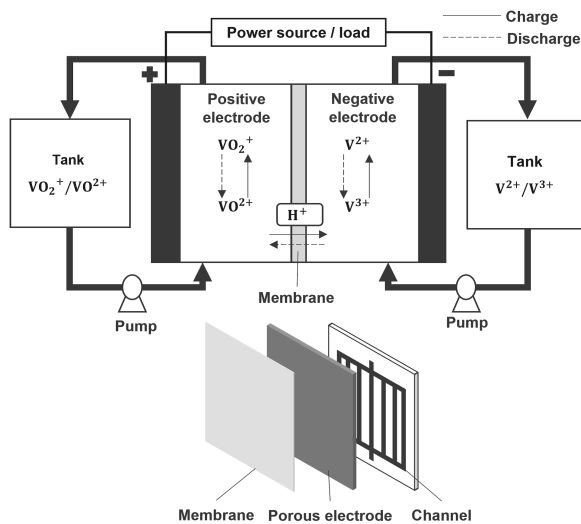 Power source / load
Charge
Discharge
+
−
Positive
electrode
Negative
electrode
VO₂⁺
V²⁺
Tank
VO₂⁺/VO²⁺
Tank
V²⁺/V³⁺
VO²⁺
H⁺
V³⁺
Membrane
Pump
Pump
Membrane
Porous electrode
Channel